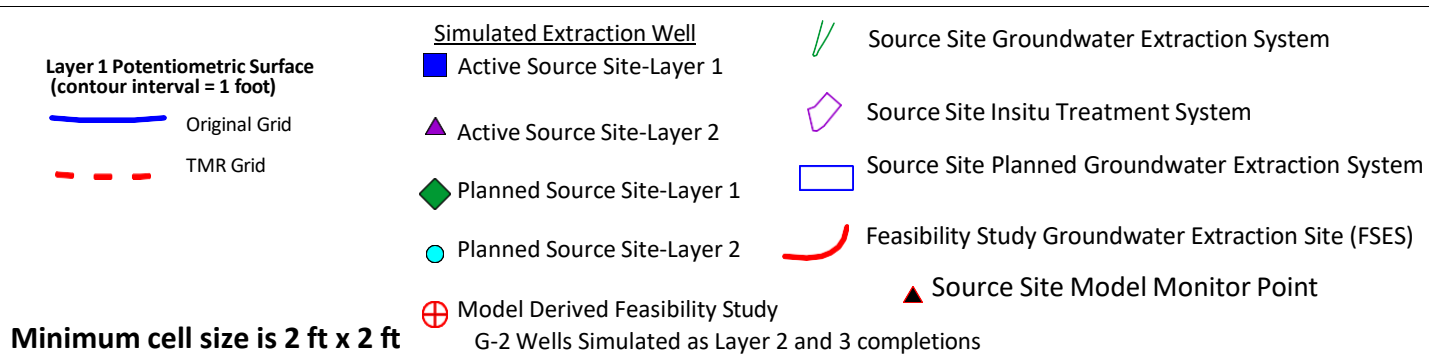 Layer 1 Potentiometric Surface
(contour interval = 1 foot)
Original Grid
TMR Grid
Minimum cell size is 2 ft x 2 ft
Simulated Extraction Well
Active Source Site-Layer 1
Active Source Site-Layer 2
Planned Source Site-Layer 1
Planned Source Site-Layer 2
Model Derived Feasibility Study
G-2 Wells Simulated as Layer 2 and 3 completions
Source Site Groundwater Extraction System
Source Site Insitu Treatment System
Source Site Planned Groundwater Extraction System
Feasibility Study Groundwater Extraction Site (FSES)
Source Site Model Monitor Point